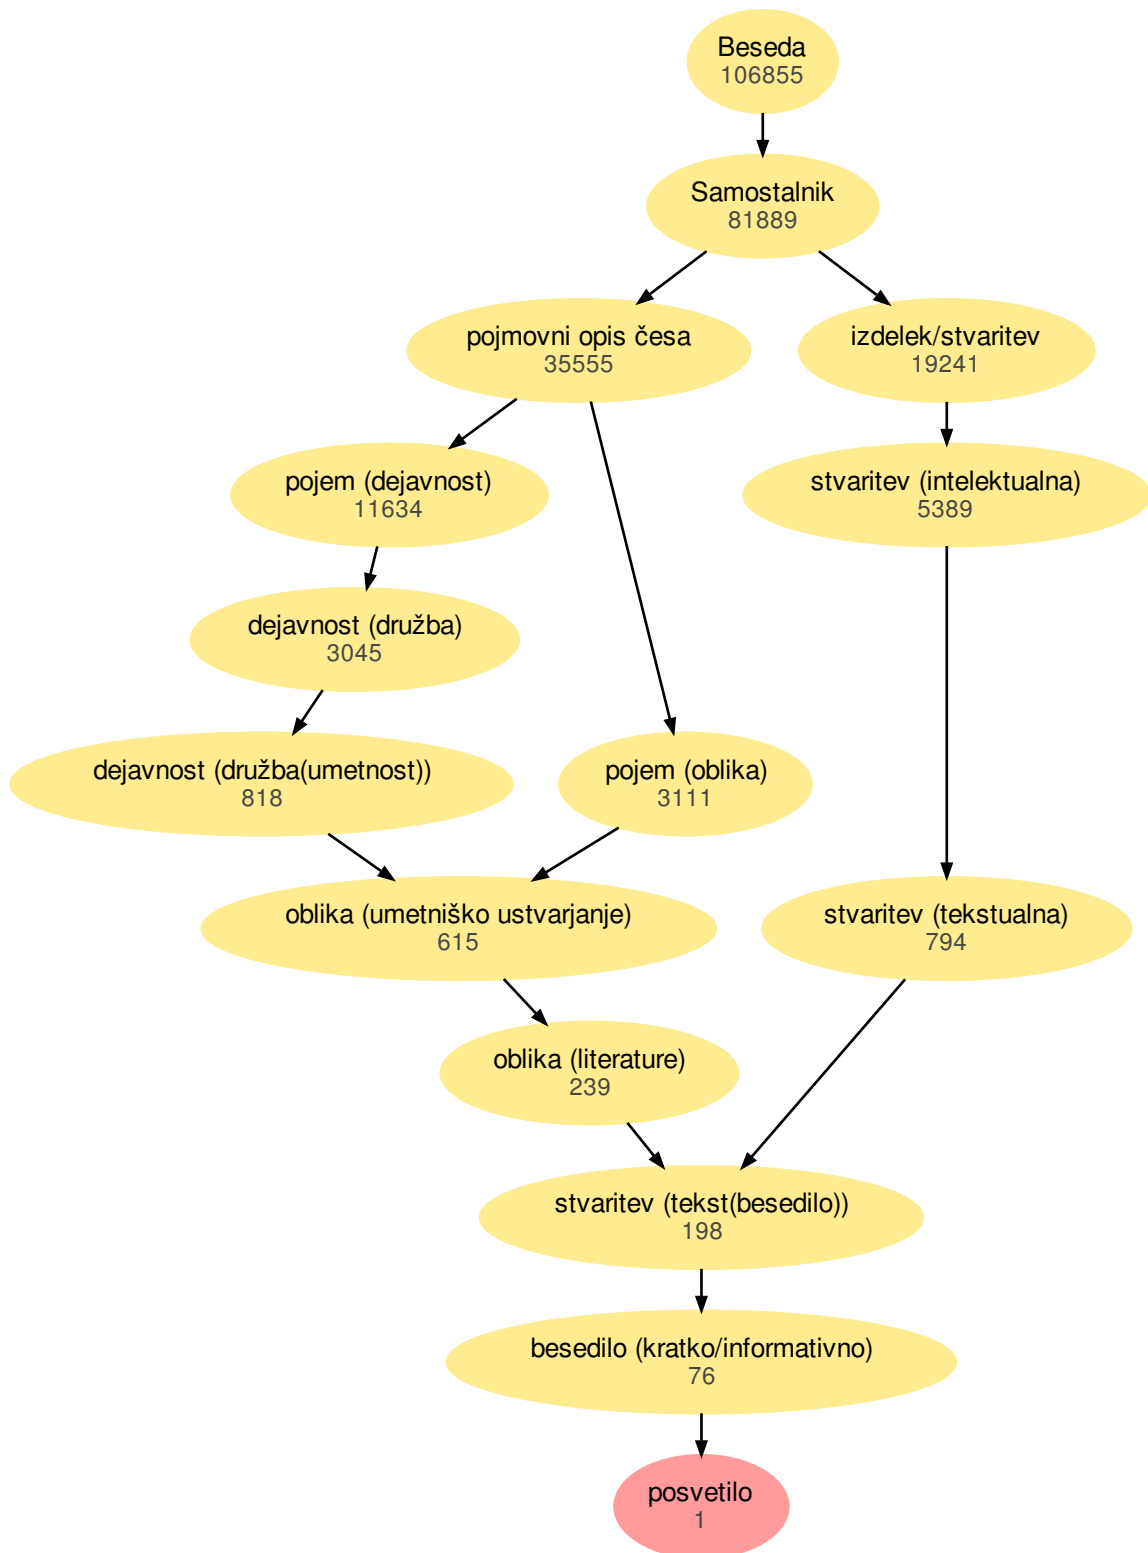 Beseda
106855
Samostalnik
81889
pojmovni opis česa
35555
izdelek/stvaritev
19241
pojem (dejavnost)
11634
stvaritev (intelektualna)
5389
dejavnost (družba)
3045
dejavnost (družba(umetnost))
818
pojem (oblika)
3111
oblika (umetniško ustvarjanje)
615
stvaritev (tekstualna)
794
oblika (literature)
239
stvaritev (tekst(besedilo))
198
besedilo (kratko/informativno)
76
posvetilo
1